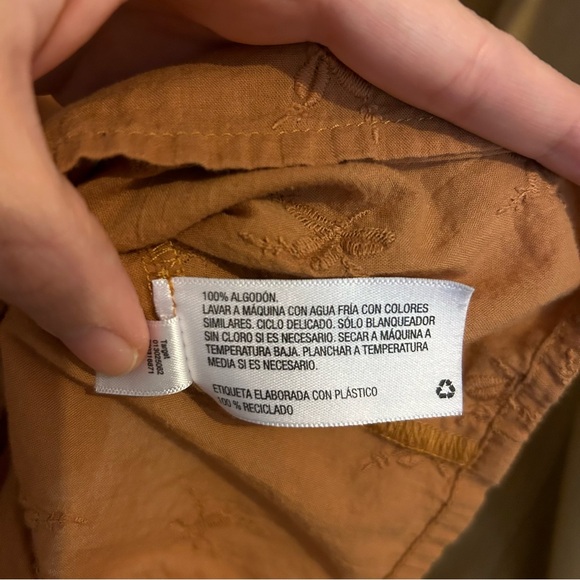 100% ALGODÓN.
LAVAR A MÁQUINA CON AGUA FRÍA CON COLORES
SIMILARES. CICLO DELICADO. SÓLO BLANQUEADOR
SIN CLORO SI ES NECESARIO. SECAR A MÁQUINA A
TEMPERATURA BAJA. PLANCHAR A TEMPERATURA
MEDIA SI ES NECESARIO.
ETIQUETA ELABORADA CON PLÁSTICO
100 % RECICLADO
Target